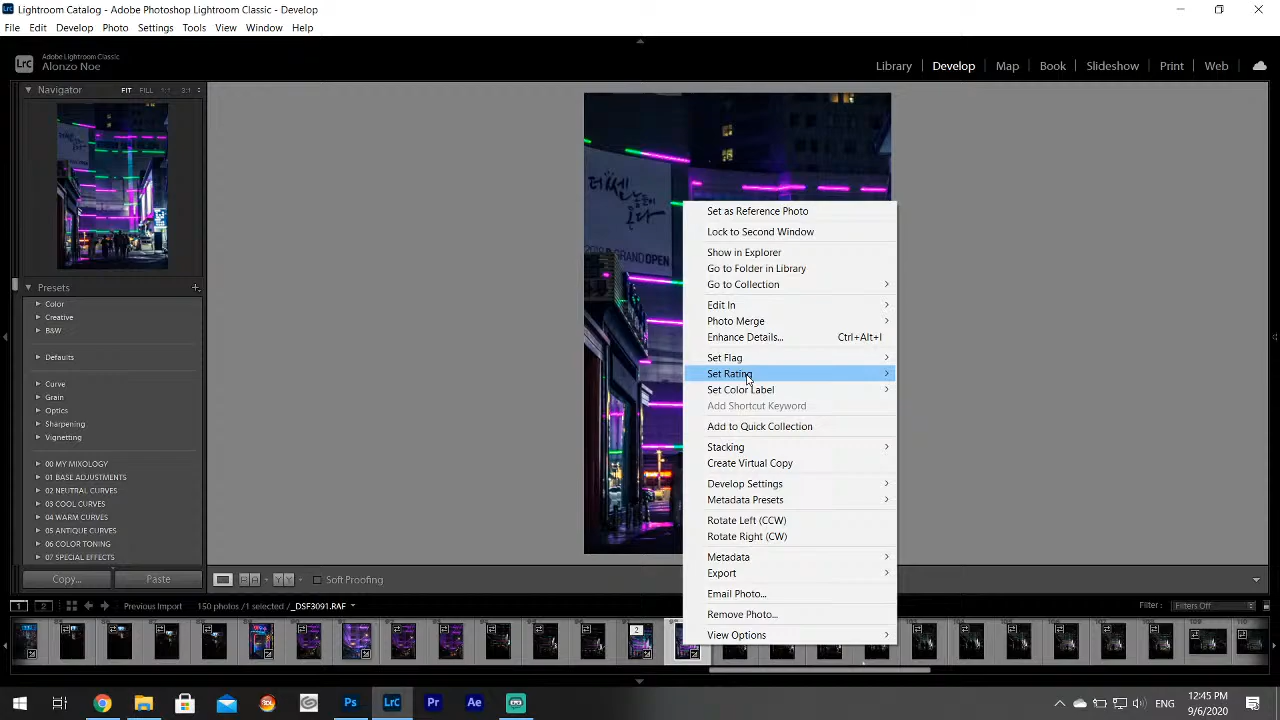 Lightroom Catalog - Adobe Photoshop Lightroom Classic - Develop
File Edit Develop Photo Settings Tools View Window Help
Lrc Adobe Lightroom Classic
Alonzo Noe
Library Develop Map Book Slideshow Print Web
Navigator FIT FILL 1:1 3:1
Presets
Color
Creative
B&W
Defaults
Curve
Grain
Optics
Sharpening
Vignetting
00 MY MIXOLOGY
01 BASE ADJUSTMENTS
02 NEUTRAL CURVES
03 COOL CURVES
04 WARM CURVES
05 ANTIQUE CURVES
06 COLOR TONING
07 SPECIAL EFFECTS
Copy... Paste
GRAND OPEN
Set as Reference Photo
Lock to Second Window
Show in Explorer
Go to Folder in Library
Go to Collection
Edit In
Photo Merge
Enhance Details... Ctrl+Alt+I
Set Flag
Set Rating
Set Color Label
Add Shortcut Keyword
Add to Quick Collection
Stacking
Create Virtual Copy
Develop Settings
Metadata Presets
Rotate Left (CCW)
Rotate Right (CW)
Metadata
Export
Email Photo...
Remove Photo...
View Options
Soft Proofing
1 2 Previous Import 150 photos /1 selected /_DSF3091.RAF Filter : Filters Off
2
Ps Lrc Pr Ae
ENG
12:45 PM
9/6/2020